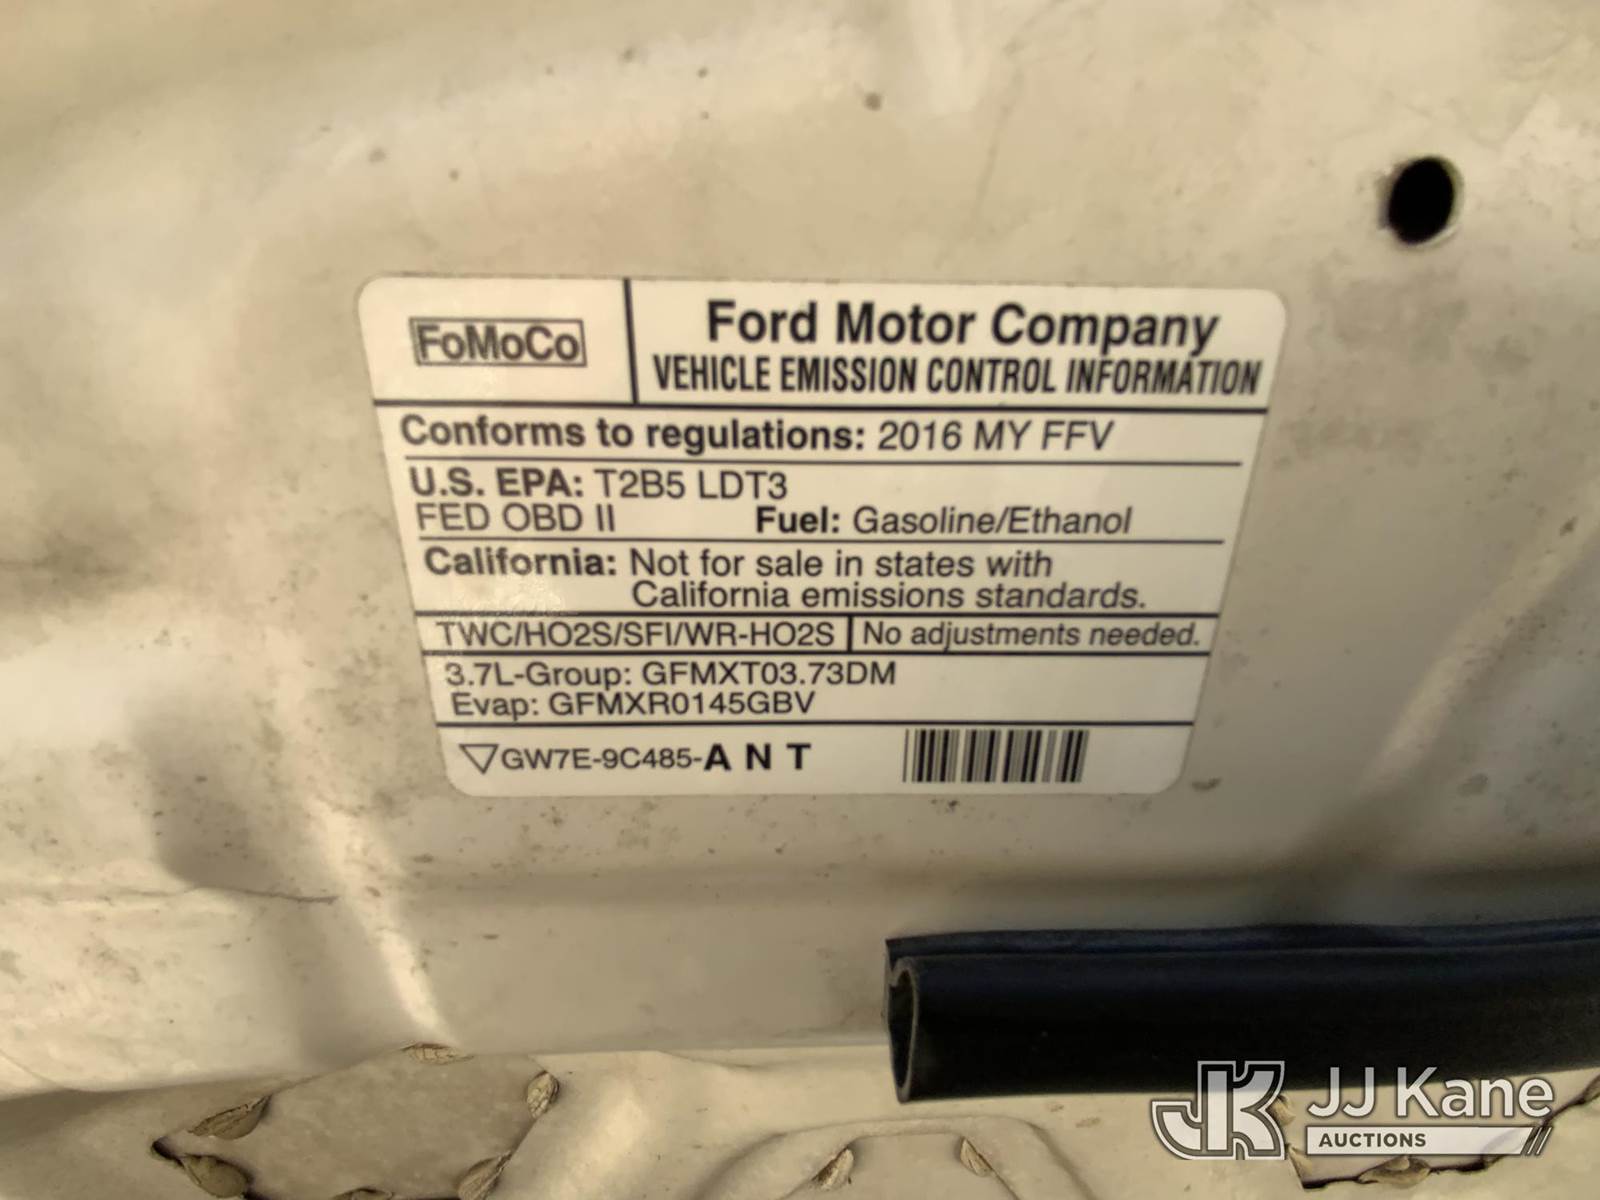 FoMoCo
Ford Motor Company
VEHICLE EMISSION CONTROL INFORMATION
Conforms to regulations: 2016 MY FFV
U.S. EPA: T2B5 LDT3
FED OBD II Fuel: Gasoline/Ethanol
California: Not for sale in states with
California emissions standards.
TWC/HO2S/SFI/WR-HO2S No adjustments needed.
3.7L-Group: GFMXT03.73DM
Evap: GFMXR0145GBV
GW7E-9C485-A N T
JK JJ Kane
AUCTIONS